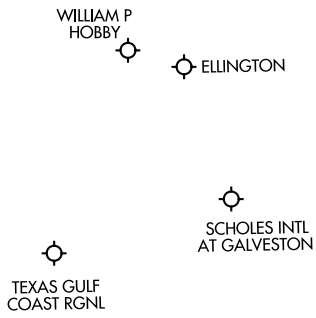 WILLIAM P
HOBBY
ELLINGTON
SCHOLES INTL
AT GALVESTON
TEXAS GULF
COAST RGNL